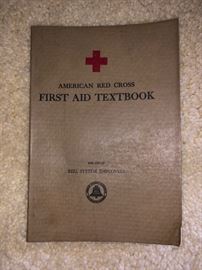 AMERICAN RED CROSS
FIRST AID TEXTBOOK
BELL SYSTEM EMPLOYEES